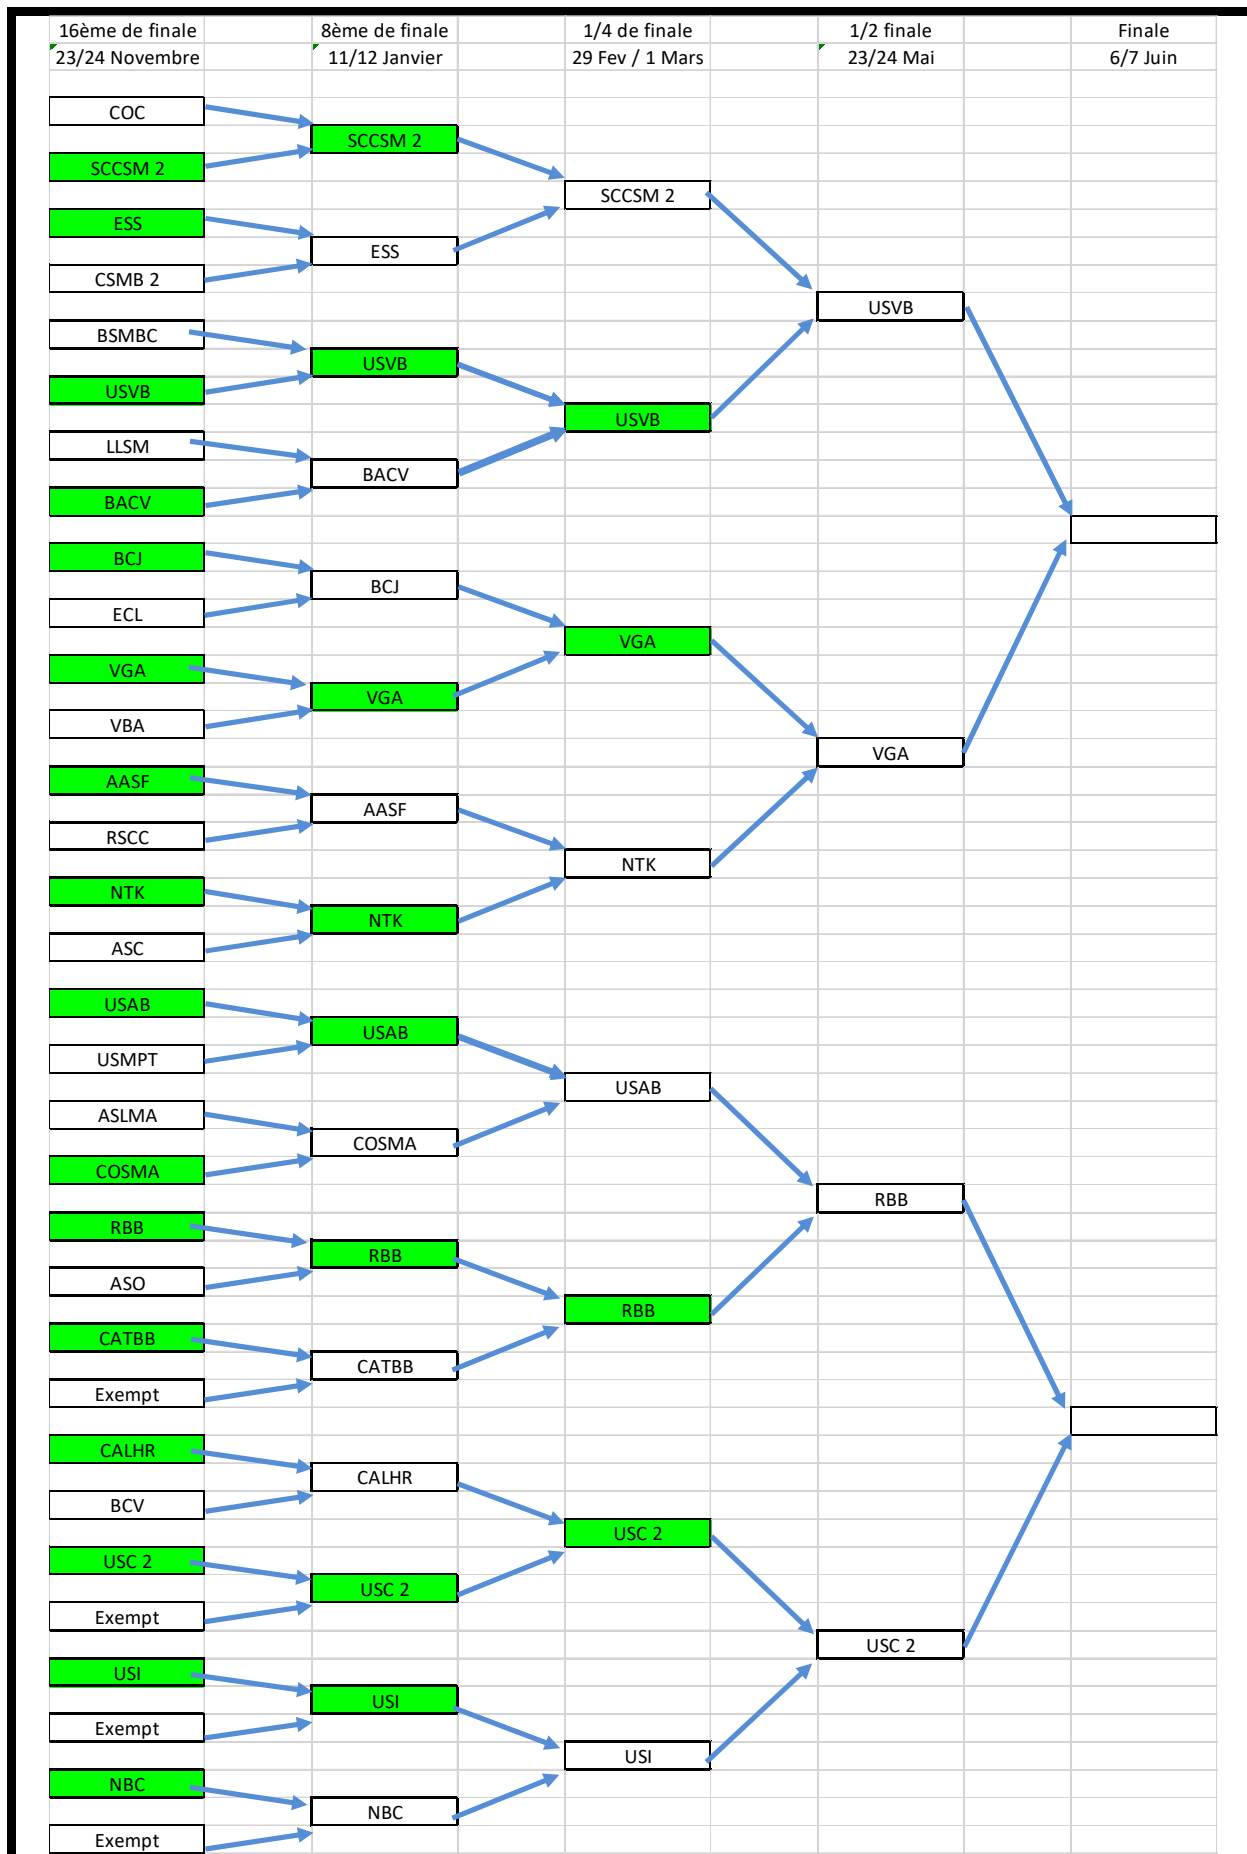 16ème de finale 8ème de finale 1/4 de finale 1/2 finale Finale
23/24 Novembre 11/12 Janvier 29 Fev / 1 Mars 23/24 Mai 6/7 Juin
COC
SCCSM 2
SCCSM 2
SCCSM 2
ESS
ESS
CSMB 2
USVB
BSMBC
USVB
USVB
USVB
LLSM
BACV
BACV
BCJ
BCJ
ECL
VGA
VGA
VGA
VBA
VGA
AASF
AASF
RSCC
NTK
NTK
NTK
ASC
USAB
USAB
USMPT
USAB
ASLMA
COSMA
COSMA
RBB
RBB
RBB
ASO
RBB
CATBB
CATBB
Exempt
CALHR
CALHR
BCV
USC 2
USC 2
USC 2
Exempt
USC 2
USI
USI
Exempt
USI
NBC
NBC
Exempt